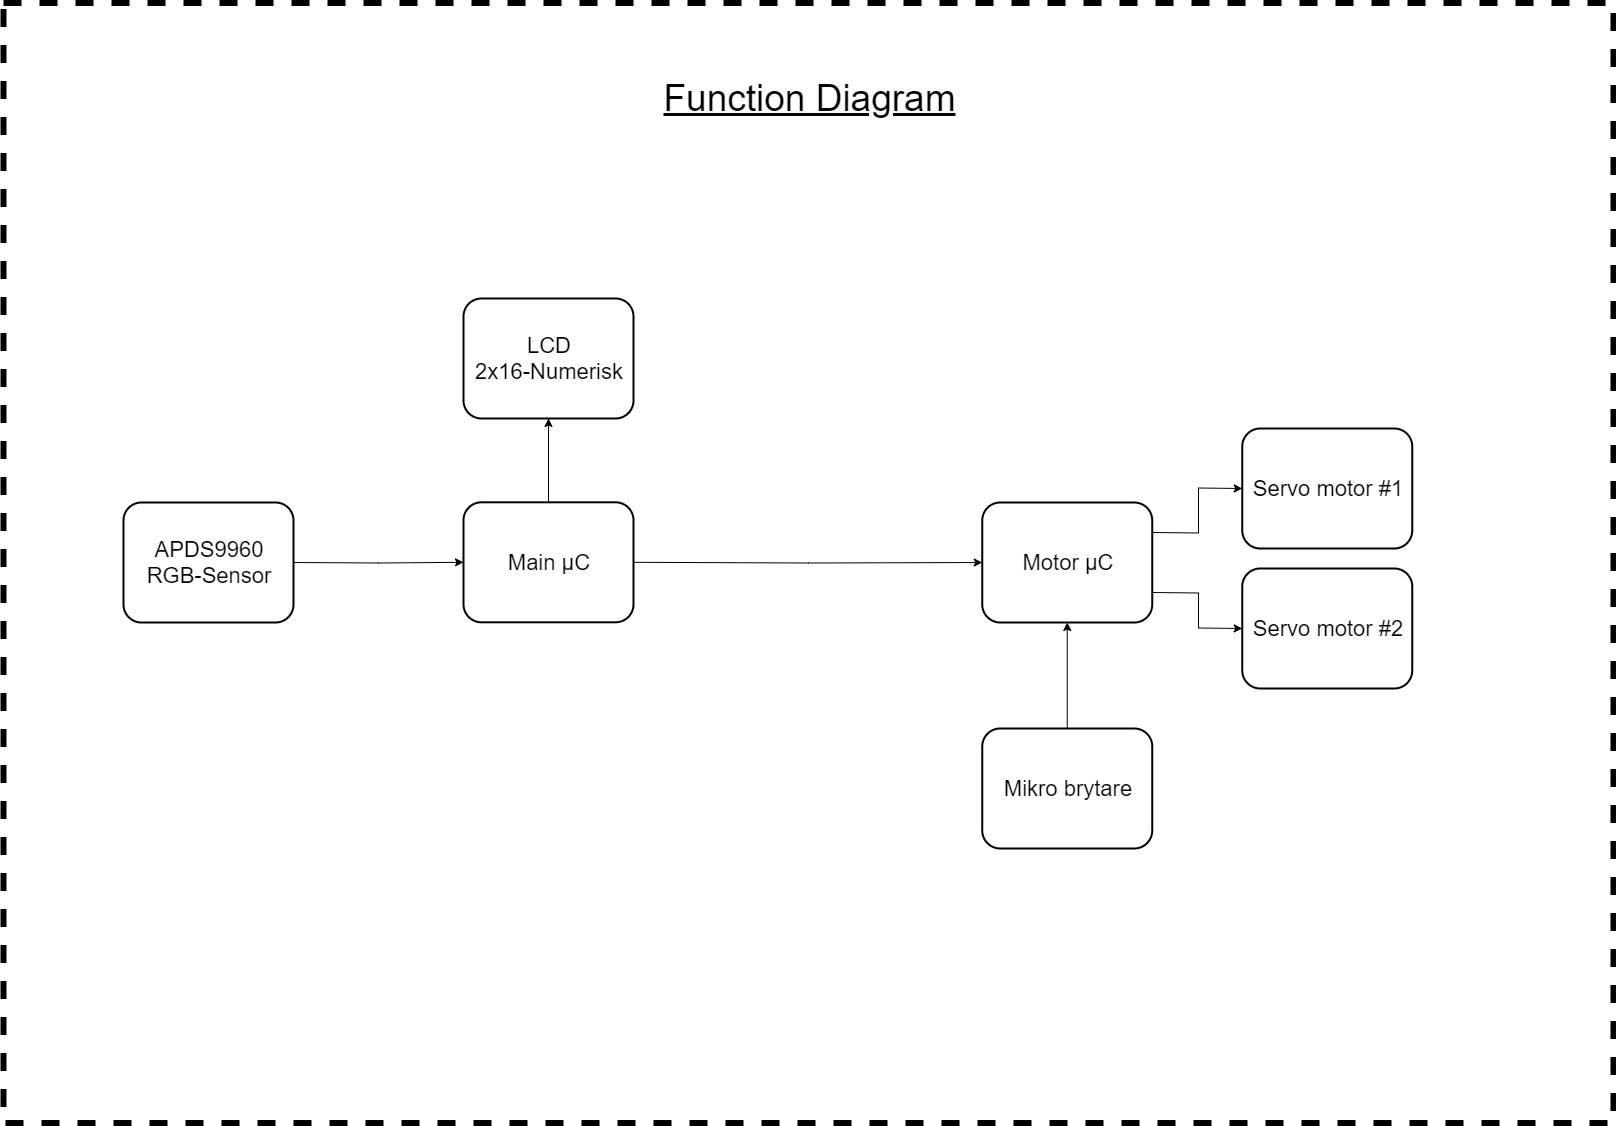 Function Diagram
LCD
2x16-Numerisk
APDS9960
RGB-Sensor
Main µC
Motor µC
Servo motor #1
Servo motor #2
Mikro brytare